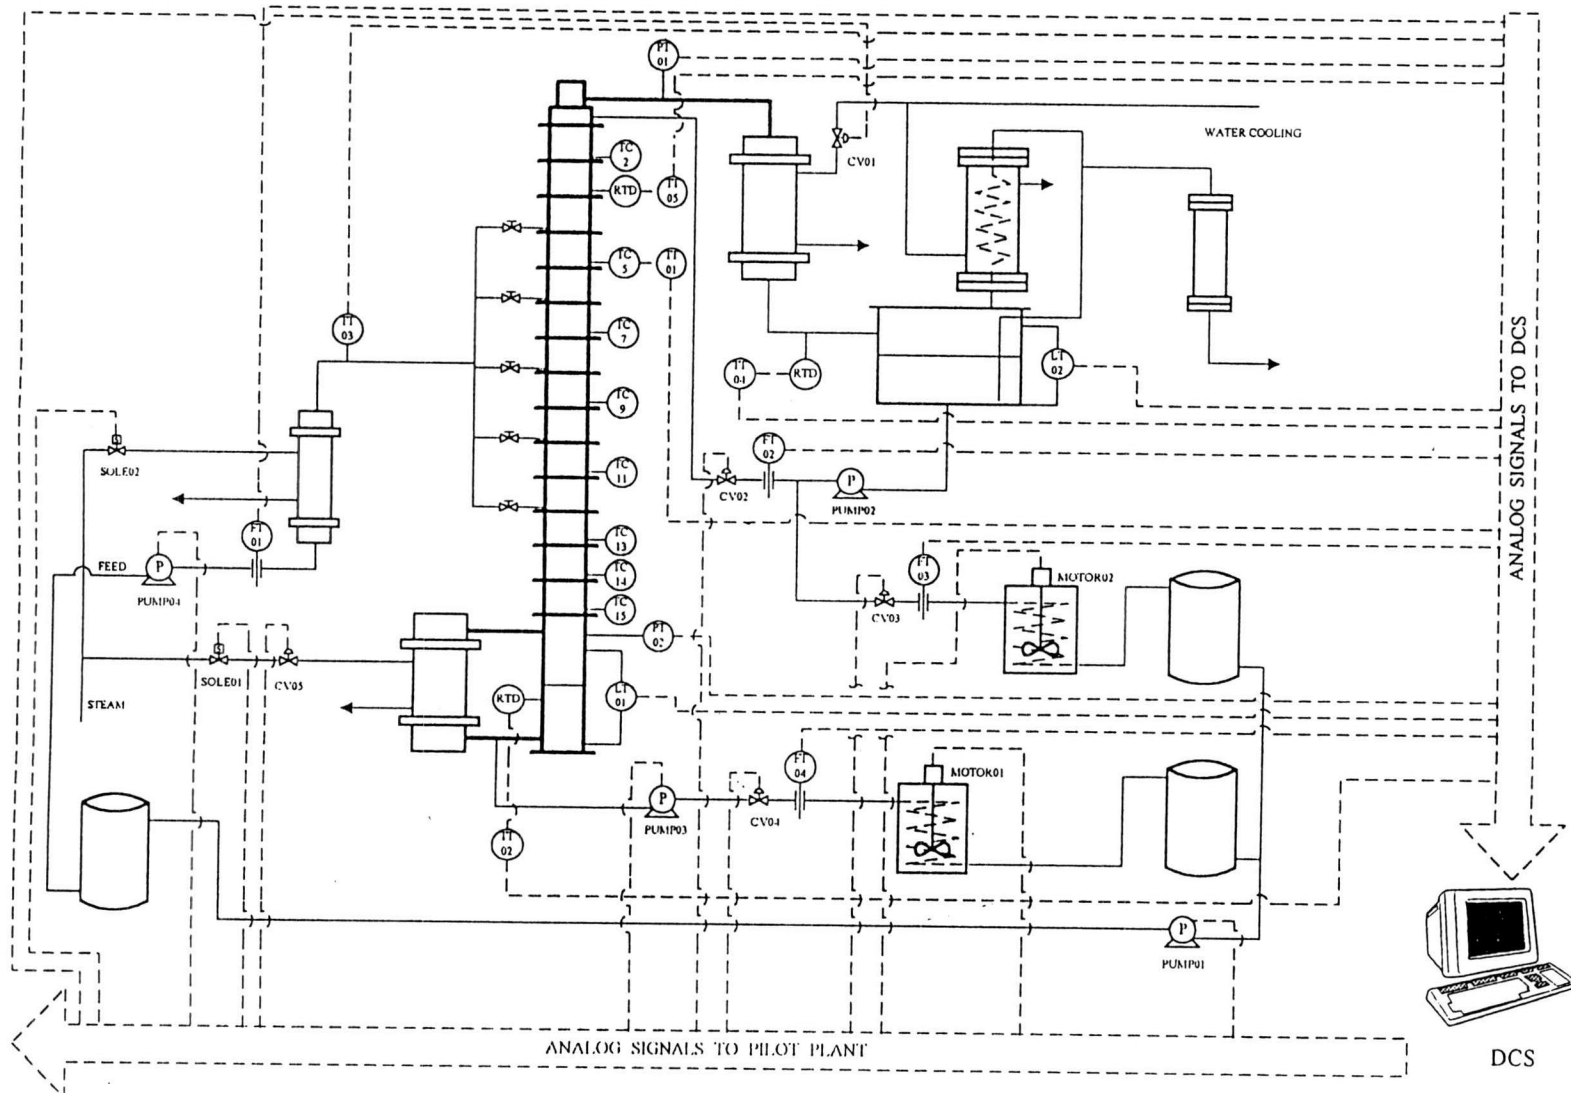 PT
01
WATER COOLING
TC
2
CV01
RTD
TT
05
TC
5
TT
01
TT
03
TC
7
TT
04
RTD
LT
02
TC
9
SOLE02
FT
02
TC
11
CV02
P
PUMP02
FT
01
TC
13
FEED
P
PUMP04
TC
14
FT
03
MOTOR02
TC
15
CV03
PT
02
SOLE01
CV05
STEAM
RTD
LT
01
FT
04
MOTOR01
P
PUMP03
CV04
TT
02
P
PUMP01
ANALOG SIGNALS TO DCS
ANALOG SIGNALS TO PILOT PLANT
DCS